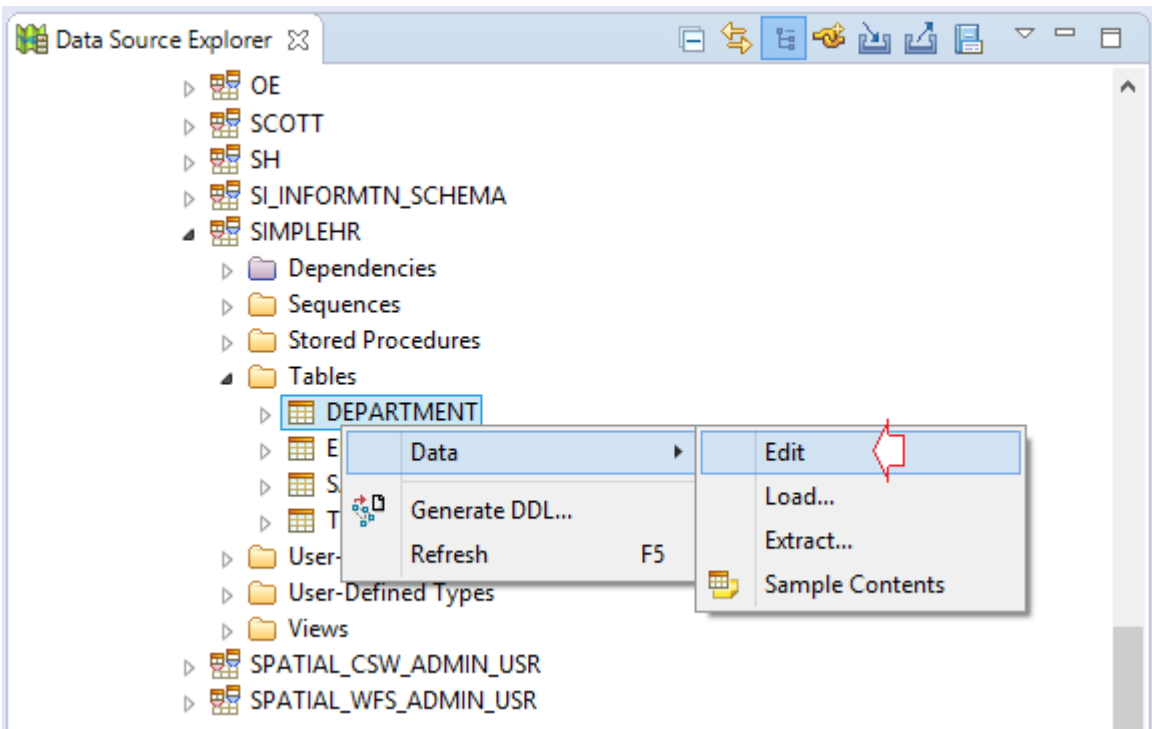 Data Source Explorer
OE
SCOTT
SH
SI_INFORMTN_SCHEMA
SIMPLEHR
Dependencies
Sequences
Stored Procedures
Tables
DEPARTMENT
E
Data
Edit
S
Load...
T
Generate DDL...
Extract...
User-
Refresh F5
Sample Contents
User-Defined Types
Views
SPATIAL_CSW_ADMIN_USR
SPATIAL_WFS_ADMIN_USR